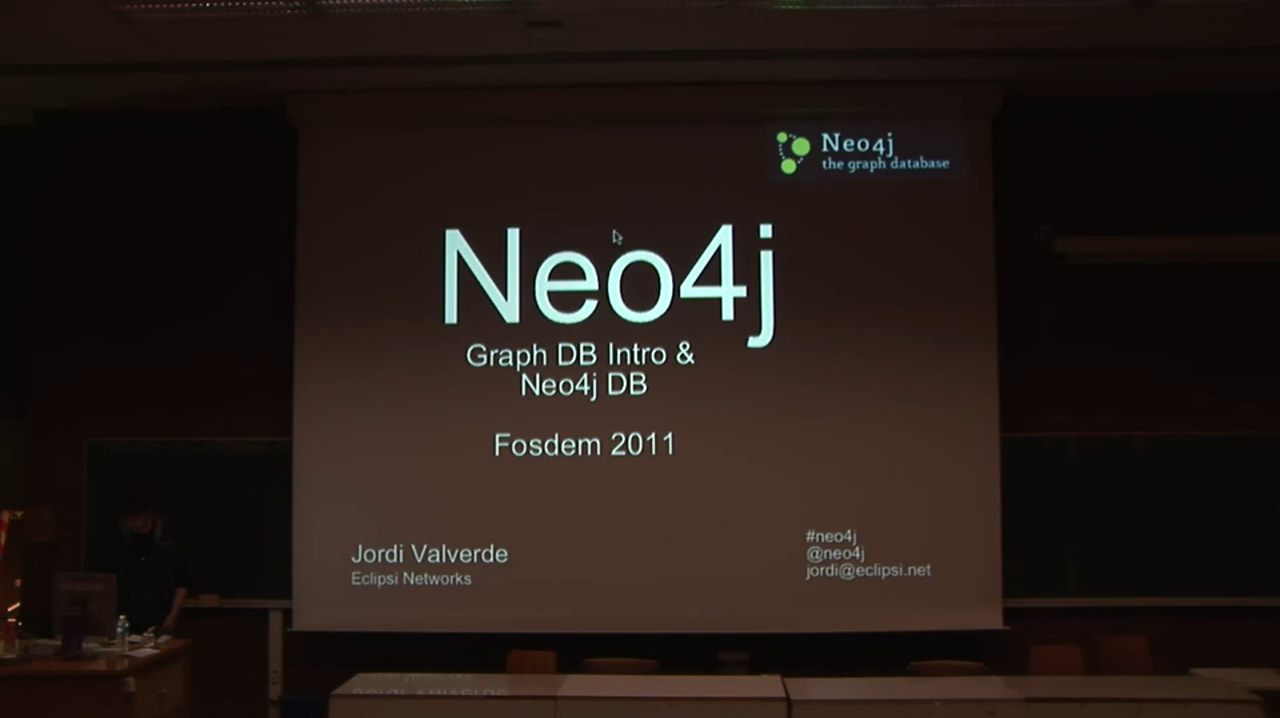 Neo4j
the graph database
Neo4j
Graph DB Intro &
Neo4j DB
Fosdem 2011
Jordi Valverde
Eclipsi Networks
#neo4j
@neo4j
jordi@eclipsi.net